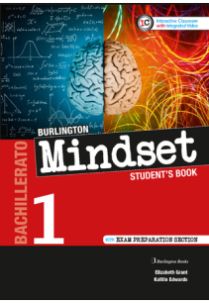 IC Interactive Classroom
with Integrated Video
BURLINGTON
Mindset
STUDENT'S BOOK
BACHILLERATO
1
with EXAM PREPARATION SECTION
Burlington Books
Elizabeth Grant
Kaitlin Edwards